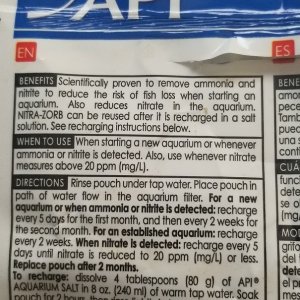 API
EN
ES
BENEFITS Scientifically proven to remove ammonia and
nitrite to reduce the risk of fish loss when starting an
aquarium. Also reduces nitrate in the aquarium.
NITRA-ZORB can be reused after it is recharged in a salt
solution. See recharging instructions below.
WHEN TO USE When starting a new aquarium or whenever
ammonia or nitrite is detected. Also, use whenever nitrate
measures above 20 ppm (mg/L).
DIRECTIONS Rinse pouch under tap water. Place pouch in
path of water flow in the aquarium filter. For a new
aquarium or when ammonia or nitrite is detected: recharge
every 5 days for the first month, and then every 2 weeks for
the second month. For an established aquarium: recharge
every 2 weeks. When nitrate is detected: recharge every 5
days until nitrate is reduced to 20 ppm (mg/L) or less.
Replace pouch after 2 months.
To recharge: dissolve 4 tablespoons (80 g) of API®
AQUARIUM SALT in 8 oz. (240 ml) of warm tap water. Soak